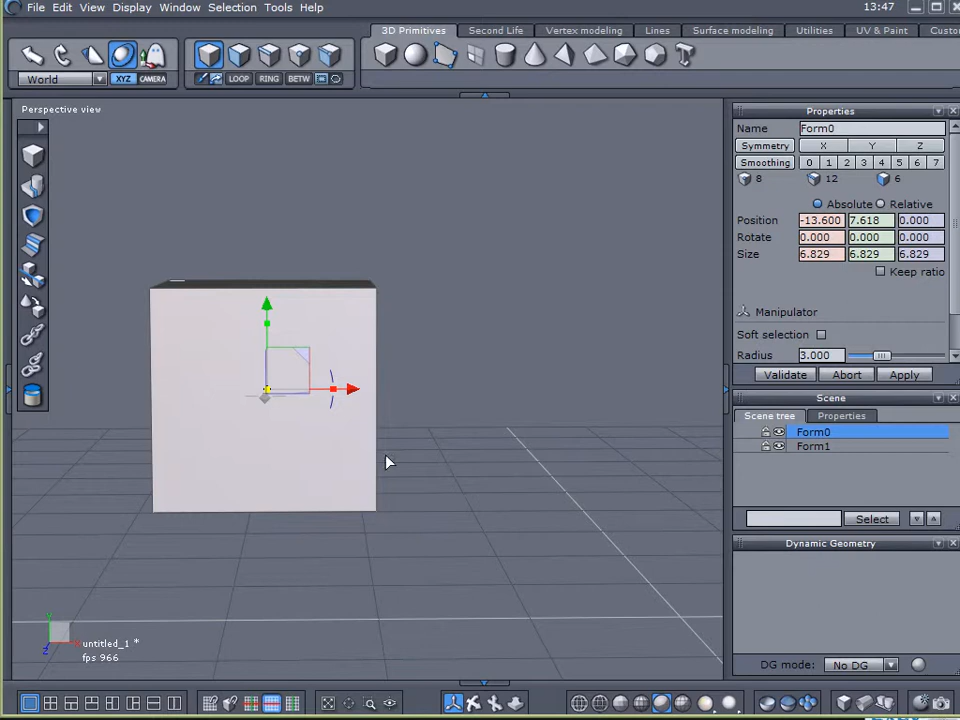 File Edit View Display Window Selection Tools Help 13:47
3D Primitives Second Life Vertex modeling Lines Surface modeling Utilities UV & Paint Custo
World XYZ CAMERA LOOP RING BETW
Perspective view
Properties
Name Form0
Symmetry X Y Z
Smoothing 0 1 2 3 4 5 6 7
8 12 6
Absolute Relative
Position -13.600 7.618 0.000
Rotate 0.000 0.000 0.000
Size 6.829 6.829 6.829
Keep ratio
Manipulator
Soft selection
Radius 3.000
Validate Abort Apply
Scene
Scene tree Properties
Form0
Form1
Select
Dynamic Geometry
Y
X
Z
untitled_1 *
fps 966
DG mode: No DG